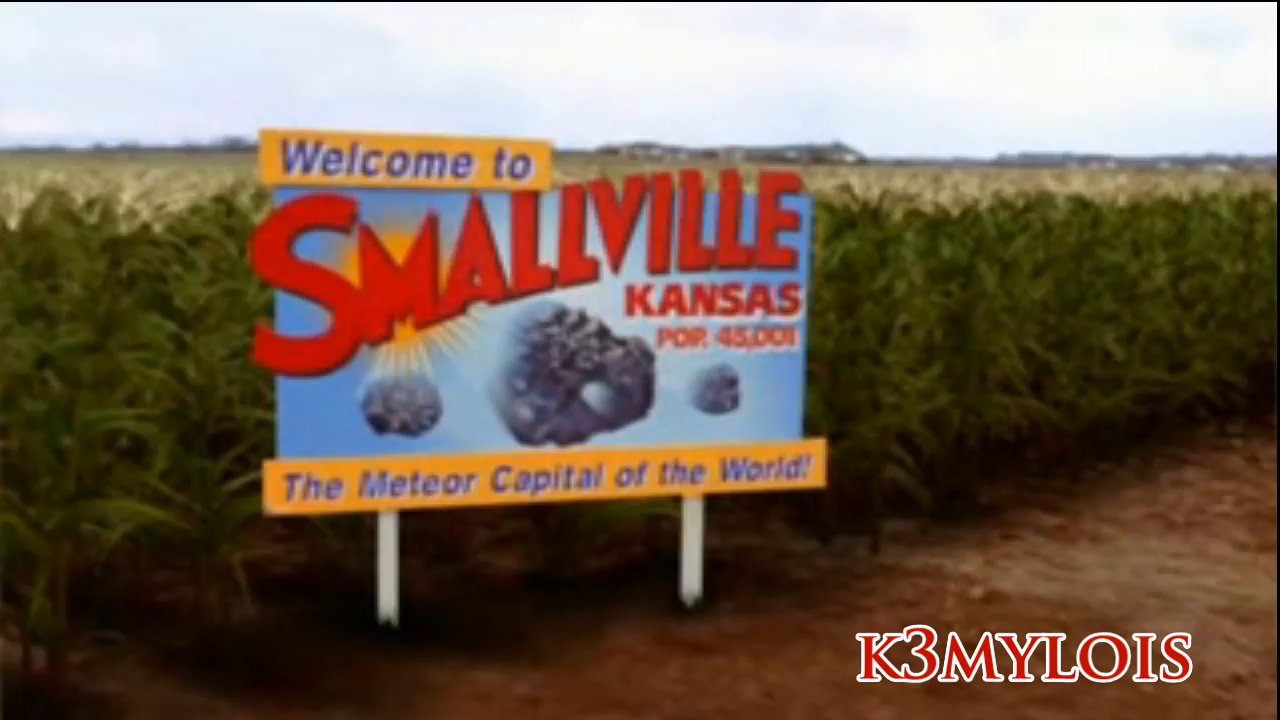 Welcome to
SMALLVILLE
KANSAS
POP. 45,001
The Meteor Capital of the World!
K3MYLOIS